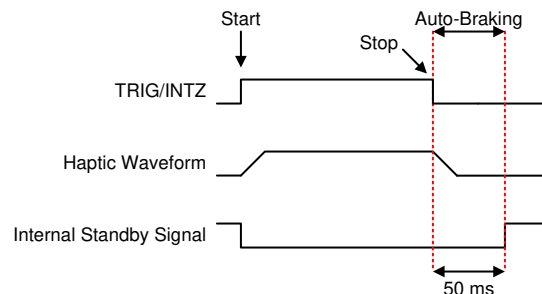 Start
Auto-Braking
Stop
TRIG/INTZ
Haptic Waveform
Internal Standby Signal
50 ms